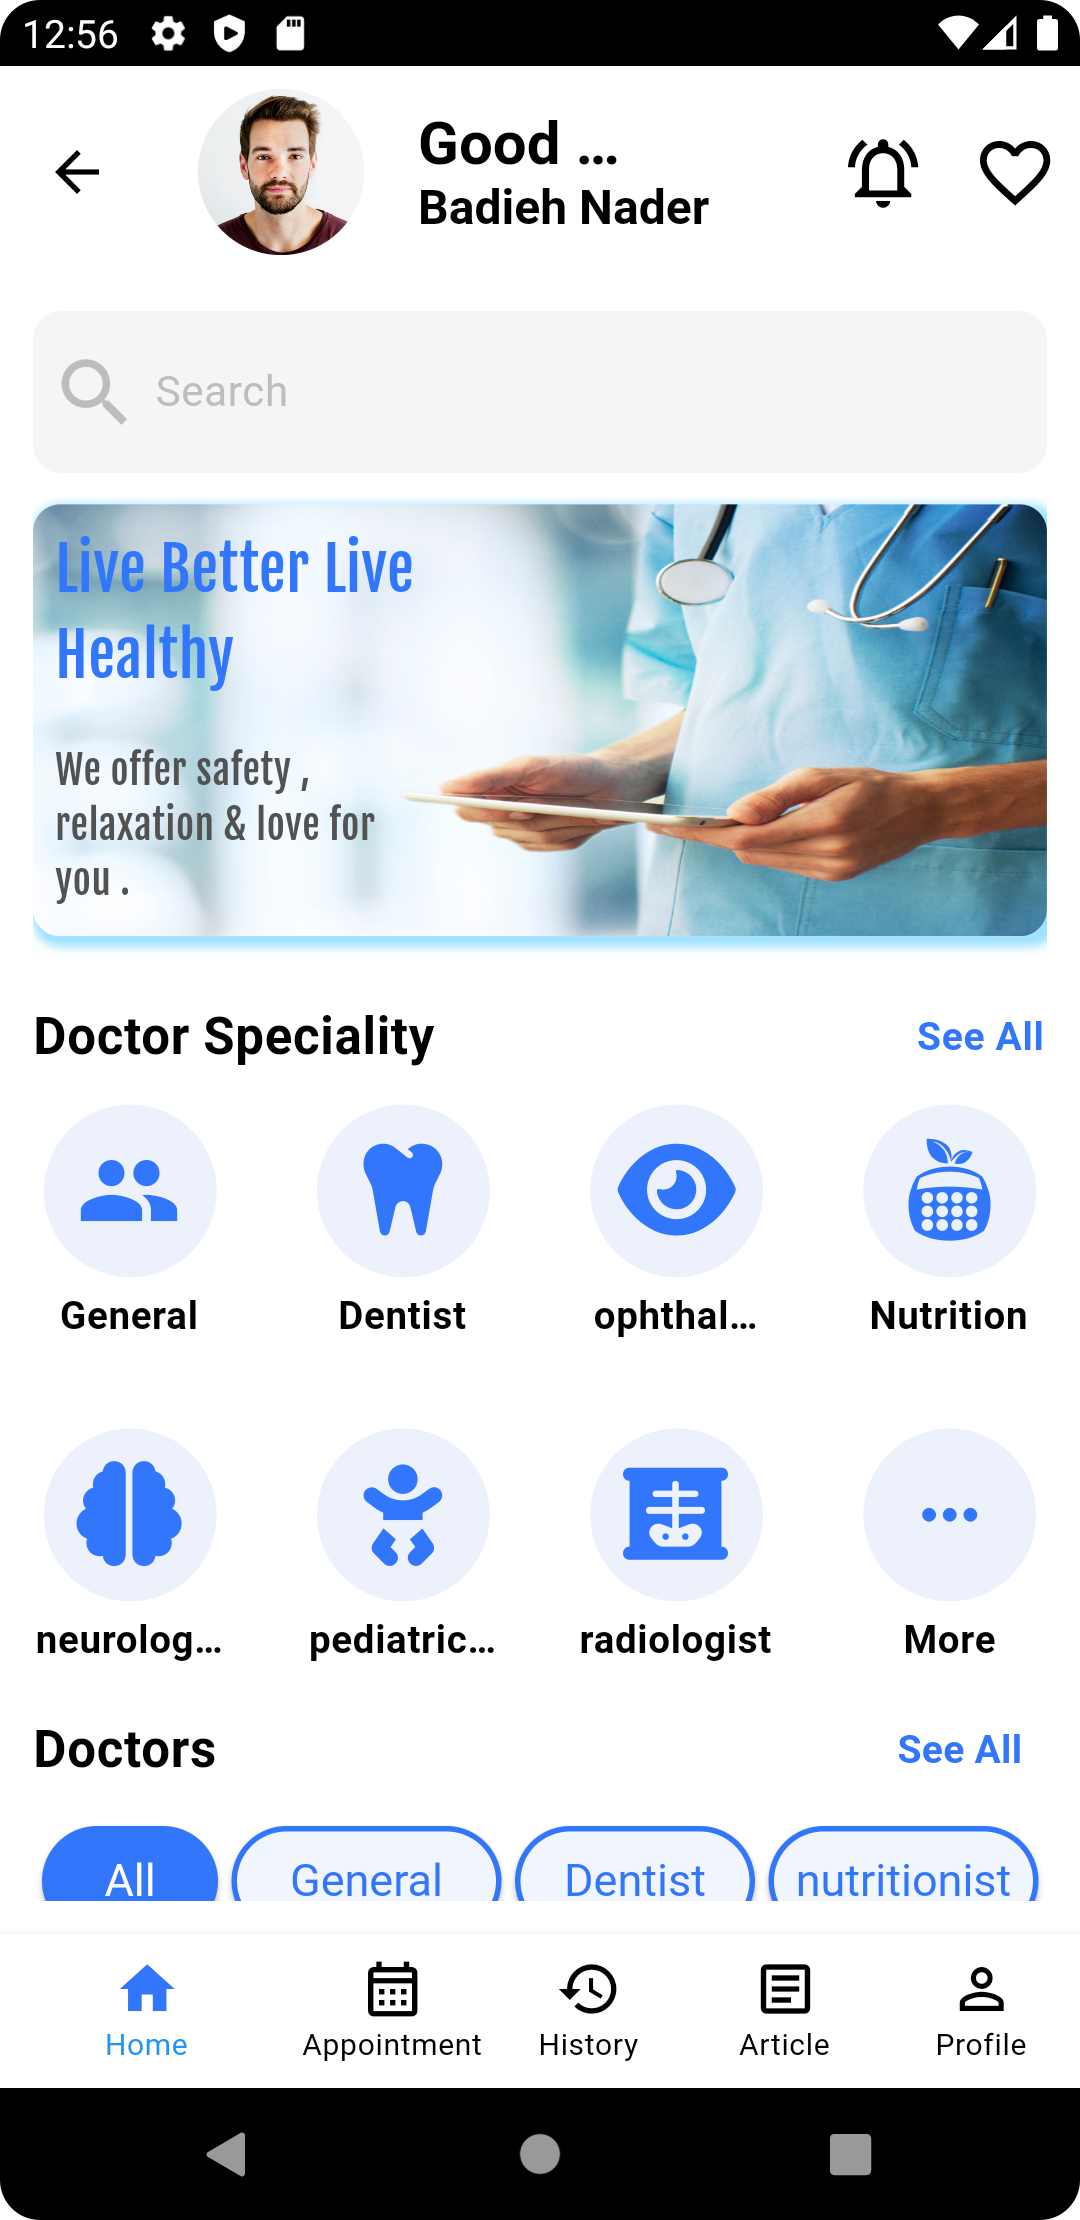 12:56
Good ...
Badieh Nader
Search
Live Better Live
Healthy
We offer safety ,
relaxation & love for
you .
Doctor Speciality
See All
General
Dentist
ophthal...
Nutrition
neurolog...
pediatric...
radiologist
More
Doctors
See All
All
General
Dentist
nutritionist
Home
Appointment
History
Article
Profile